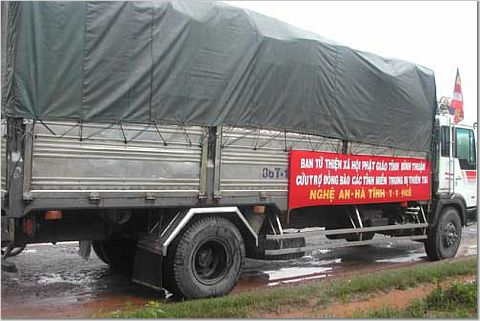 BAN TỪ THIỆN XÃ HỘI PHẬT GIÁO TỈNH BÌNH THUẬN
CỨU TRỢ ĐỒNG BÀO CÁC TỈNH MIỀN TRUNG BỊ THIÊN TAI
NGHỆ AN - HÀ TĨNH T.T. HUẾ